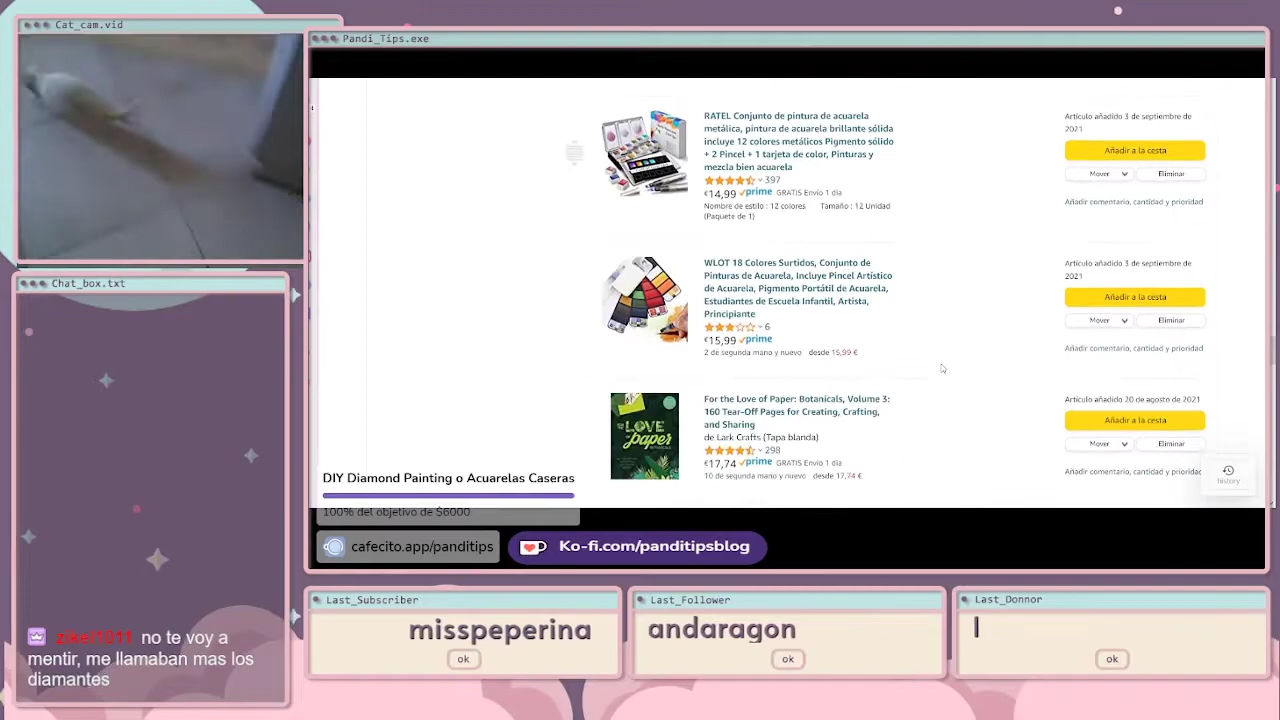 Cat_cam.vid
Pandi_Tips.exe
RATEL Conjunto de pintura de acuarela
metálica, pintura de acuarela brillante sólida
incluye 12 colores metálicos Pigmento sólido
+ 2 Pincel + 1 tarjeta de color, Pinturas y
mezcla bien acuarela
397
€14,99 prime GRATIS Envío 1 día
Nombre de estilo : 12 colores Tamaño : 12 Unidad
(Paquete de 1)
Artículo añadido 3 de septiembre de
2021
Añadir a la cesta
Mover Eliminar
Añadir comentario, cantidad y prioridad
WLOT 18 Colores Surtidos, Conjunto de
Pinturas de Acuarela, Incluye Pincel Artístico
de Acuarela, Pigmento Portátil de Acuarela,
Estudiantes de Escuela Infantil, Artista,
Principiante
6
€15,99 prime
2 de segunda mano y nuevo desde 15,99 €
Artículo añadido 3 de septiembre de
2021
Añadir a la cesta
Mover Eliminar
Añadir comentario, cantidad y prioridad
For the Love of Paper: Botanicals, Volume 3:
160 Tear-Off Pages for Creating, Crafting,
and Sharing
de Lark Crafts (Tapa blanda)
298
€17,74 prime GRATIS Envío 1 día
10 de segunda mano y nuevo desde 17,74 €
LOVE
paper
Artículo añadido 20 de agosto de 2021
Añadir a la cesta
Mover Eliminar
Añadir comentario, cantidad y prioridad
history
DIY Diamond Painting o Acuarelas Caseras
100% del objetivo de $6000
cafecito.app/panditips
Ko-fi.com/panditipsblog
Chat_box.txt
zikel1011 no te voy a
mentir, me llamaban mas los
diamantes
Last_Subscriber
misspeperina
ok
Last_Follower
andaragon
ok
Last_Donnor
l
ok